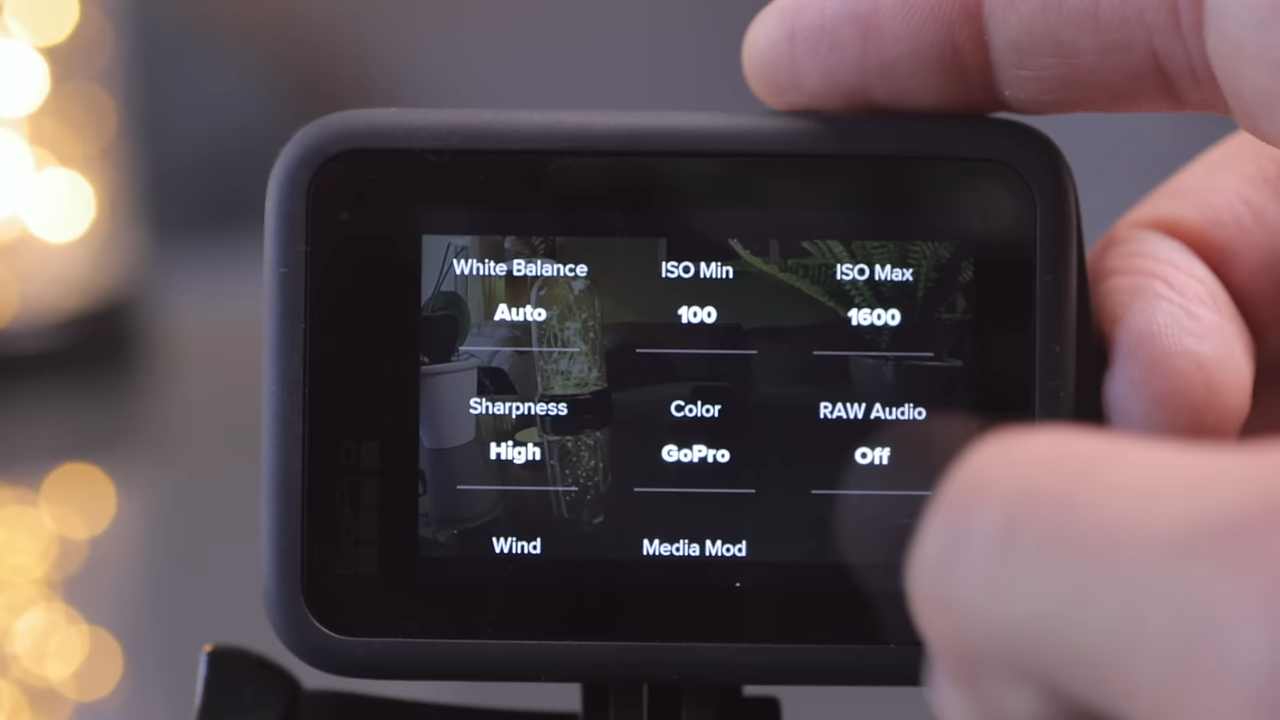 White Balance ISO Min ISO Max
Auto 100 1600
Sharpness Color RAW Audio
High GoPro Off
Wind Media Mod